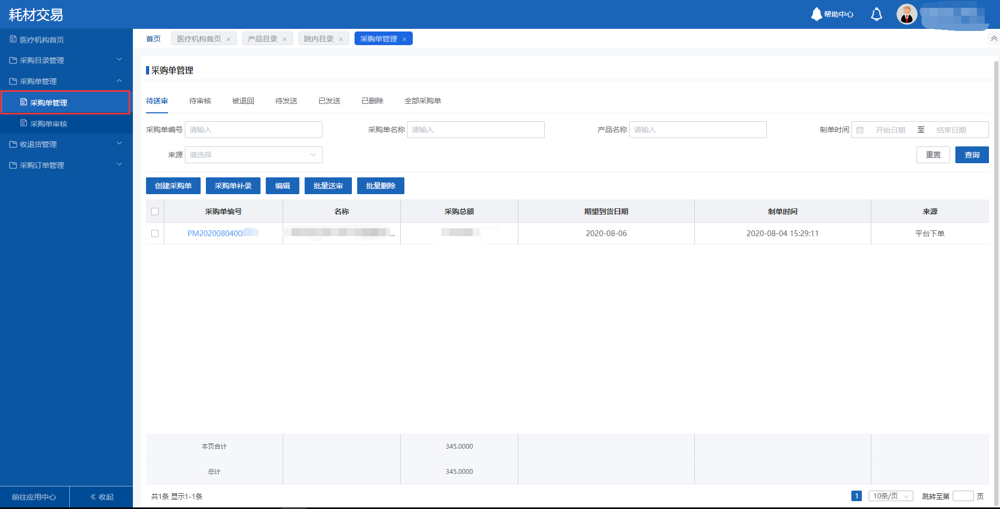 耗材交易
帮助中心
医疗机构首页
采购目录管理
采购单管理
采购单管理
采购单审核
收退货管理
采购订单管理
前往应用中心
收起
首页 医疗机构首页 × 产品目录 × 院内目录 × 采购单管理 ×
采购单管理
待送审 待审核 被退回 待发送 已发送 已删除 全部采购单
采购单编号 请输入 采购单名称 请输入 产品名称 请输入 制单时间 开始日期 至 结束日期
来源 请选择 重置 查询
创建采购单 采购单补录 编辑 批量送审 批量删除
采购单编号 名称 采购总额 期望到货日期 制单时间 来源
PM2020080400 ... 2020-08-06 2020-08-04 15:29:11 平台下单
本页合计 345.0000
总计 345.0000
共1条 显示1-1条 1 10条/页 跳转至第 页